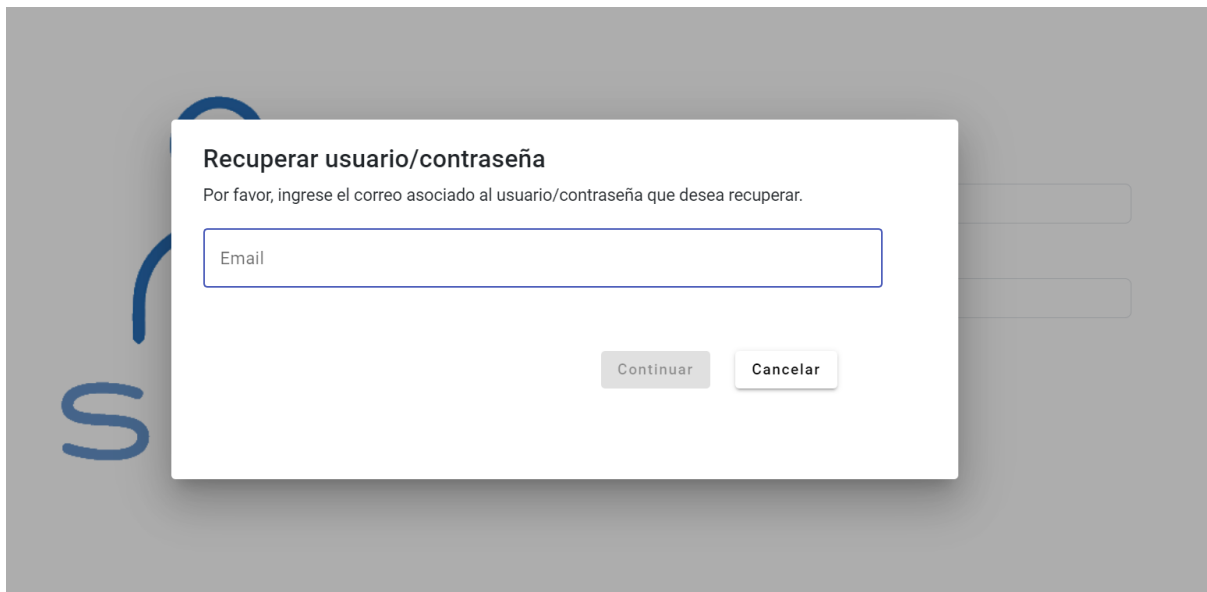 Recuperar usuario/contraseña
Por favor, ingrese el correo asociado al usuario/contraseña que desea recuperar.
Email
Continuar
Cancelar
S